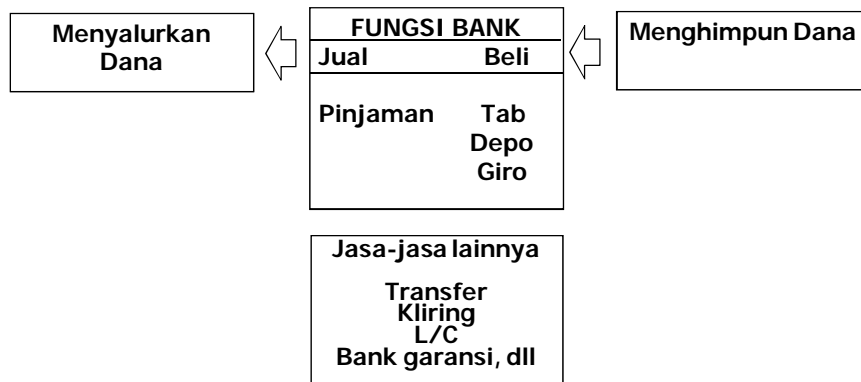 Menyalurkan
Dana
FUNGSI BANK
Jual Beli
Pinjaman Tab
Depo
Giro
Menghimpun Dana
Jasa-jasa lainnya
Transfer
Kliring
L/C
Bank garansi, dll